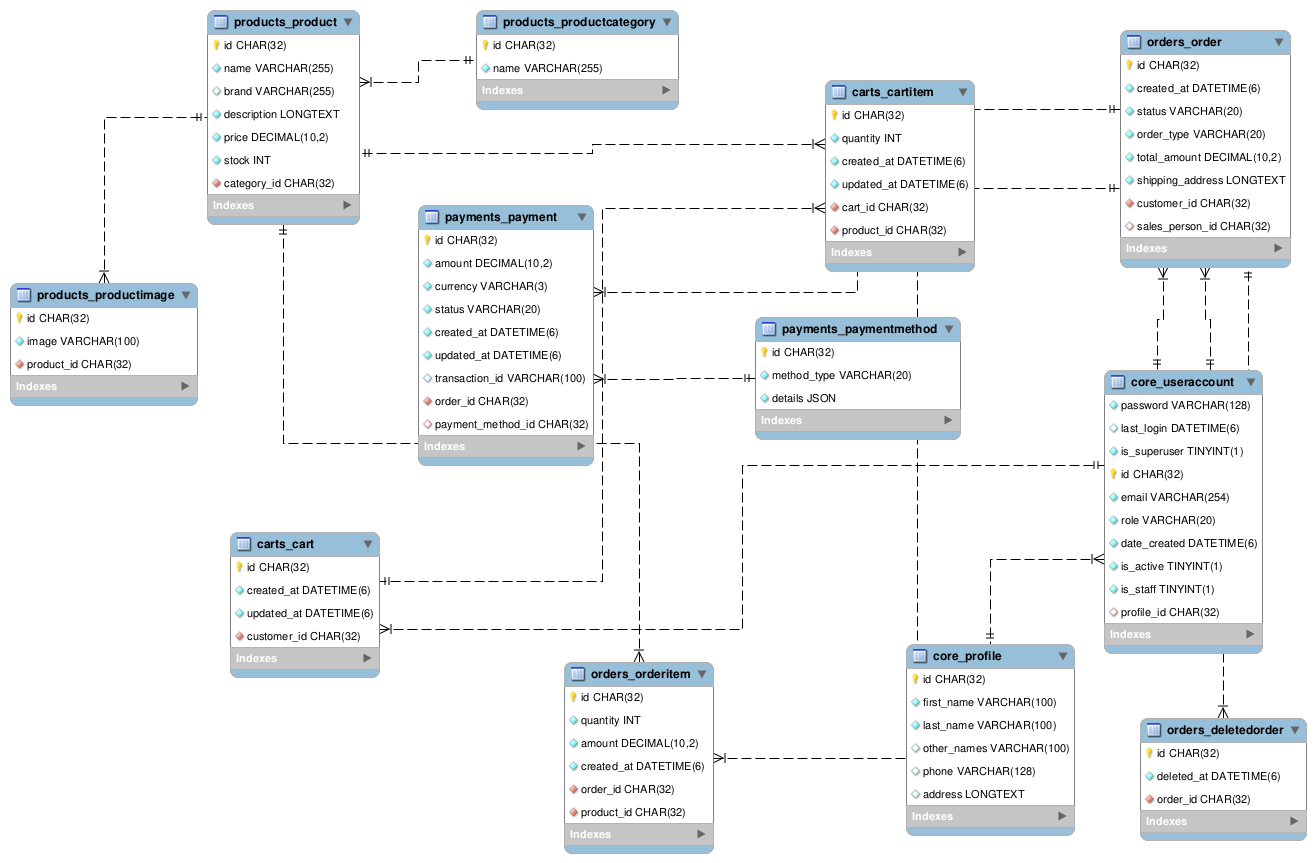 products_product
id CHAR(32)
name VARCHAR(255)
brand VARCHAR(255)
description LONGTEXT
price DECIMAL(10,2)
stock INT
category_id CHAR(32)
Indexes
products_productcategory
id CHAR(32)
name VARCHAR(255)
Indexes
orders_order
id CHAR(32)
created_at DATETIME(6)
status VARCHAR(20)
order_type VARCHAR(20)
total_amount DECIMAL(10,2)
shipping_address LONGTEXT
customer_id CHAR(32)
sales_person_id CHAR(32)
Indexes
carts_cartitem
id CHAR(32)
quantity INT
created_at DATETIME(6)
updated_at DATETIME(6)
cart_id CHAR(32)
product_id CHAR(32)
Indexes
payments_payment
id CHAR(32)
amount DECIMAL(10,2)
currency VARCHAR(3)
status VARCHAR(20)
created_at DATETIME(6)
updated_at DATETIME(6)
transaction_id VARCHAR(100)
order_id CHAR(32)
payment_method_id CHAR(32)
Indexes
products_productimage
id CHAR(32)
image VARCHAR(100)
product_id CHAR(32)
Indexes
payments_paymentmethod
id CHAR(32)
method_type VARCHAR(20)
details JSON
Indexes
core_useraccount
password VARCHAR(128)
last_login DATETIME(6)
is_superuser TINYINT(1)
id CHAR(32)
email VARCHAR(254)
role VARCHAR(20)
date_created DATETIME(6)
is_active TINYINT(1)
is_staff TINYINT(1)
profile_id CHAR(32)
Indexes
carts_cart
id CHAR(32)
created_at DATETIME(6)
updated_at DATETIME(6)
customer_id CHAR(32)
Indexes
orders_orderitem
id CHAR(32)
quantity INT
amount DECIMAL(10,2)
created_at DATETIME(6)
order_id CHAR(32)
product_id CHAR(32)
Indexes
core_profile
id CHAR(32)
first_name VARCHAR(100)
last_name VARCHAR(100)
other_names VARCHAR(100)
phone VARCHAR(128)
address LONGTEXT
Indexes
orders_deletedorder
id CHAR(32)
deleted_at DATETIME(6)
order_id CHAR(32)
Indexes